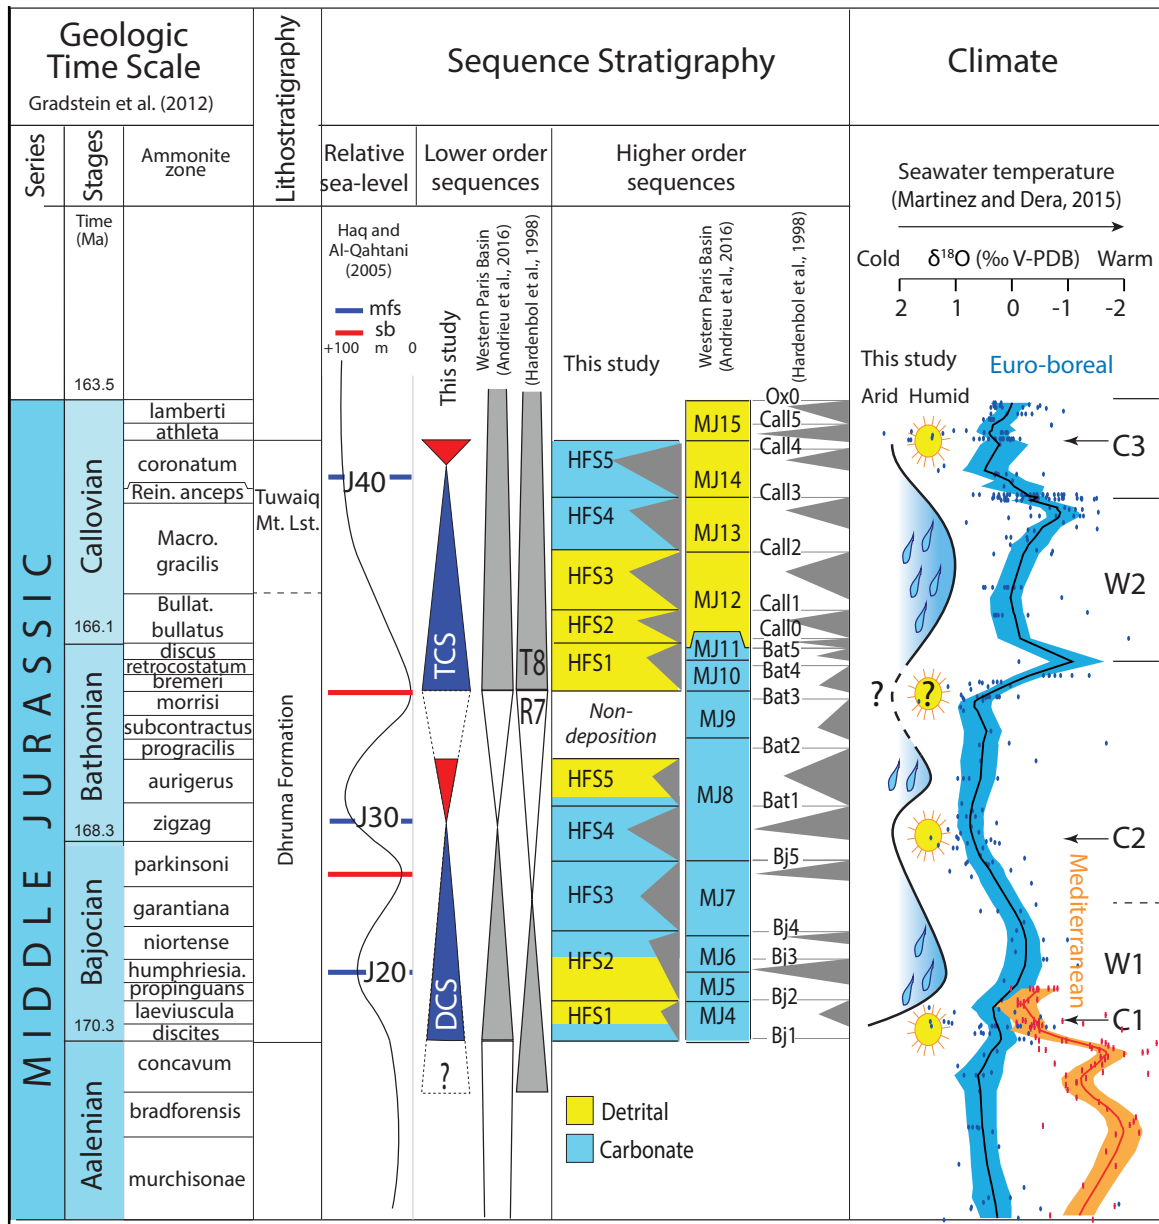 Geologic
Time Scale
Gradstein et al. (2012)
Lithostratigraphy
Sequence Stratigraphy
Climate
Series
Stages
Ammonite
zone
Relative
sea-level
Lower order
sequences
Higher order
sequences
Seawater temperature
(Martinez and Dera, 2015)
Time
(Ma)
Haq and
Al-Qahtani
(2005)
mfs
sb
+100 m 0
This study
Western Paris Basin
(Andrieu et al., 2016)
(Hardenbol et al., 1998)
This study
Western Paris Basin
(Andrieu et al., 2016)
(Hardenbol et al., 1998)
Cold δ¹⁸O (‰ V-PDB) Warm
2 1 0 -1 -2
This study
Arid Humid
Euro-boreal
Mediterranean
MIDDLE JURASSIC
163.5
Callovian
166.1
Bathonian
168.3
Bajocian
170.3
Aalenian
lamberti
athleta
coronatum
Rein. anceps
Macro.
gracilis
Bullat.
bullatus
discus
retrocostatum
bremeri
morrisi
subcontractus
progracilis
aurigerus
zigzag
parkinsoni
garantiana
niortense
humphriesia.
propinguans
laeviuscula
discites
concavum
bradforensis
murchisonae
Tuwaiq
Mt. Lst.
Dhruma Formation
J40
J30
J20
TCS
DCS
?
T8
R7
HFS5
HFS4
HFS3
HFS2
HFS1
Non-
deposition
HFS5
HFS4
HFS3
HFS2
HFS1
MJ15
MJ14
MJ13
MJ12
MJ11
MJ10
MJ9
MJ8
MJ7
MJ6
MJ5
MJ4
Ox0
Call5
Call4
Call3
Call2
Call1
Call0
Bat5
Bat4
Bat3
Bat2
Bat1
Bj5
Bj4
Bj3
Bj2
Bj1
Detrital
Carbonate
? ?
C3
W2
C2
W1
C1